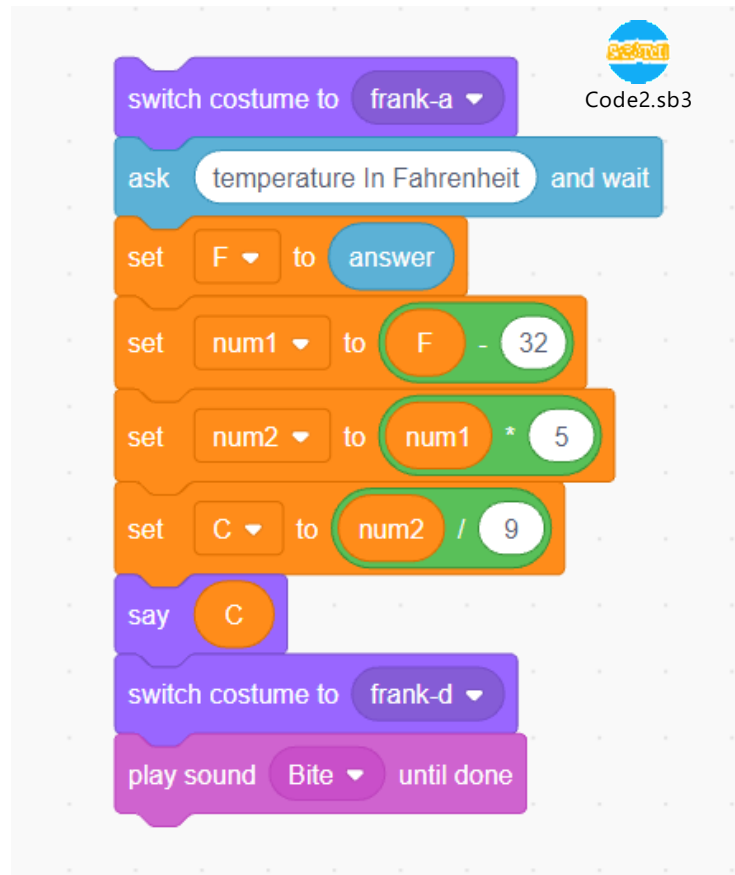 SCRATCH
Code2.sb3
switch costume to frank-a
ask temperature In Fahrenheit and wait
set F to answer
set num1 to F - 32
set num2 to num1 * 5
set C to num2 / 9
say C
switch costume to frank-d
play sound Bite until done